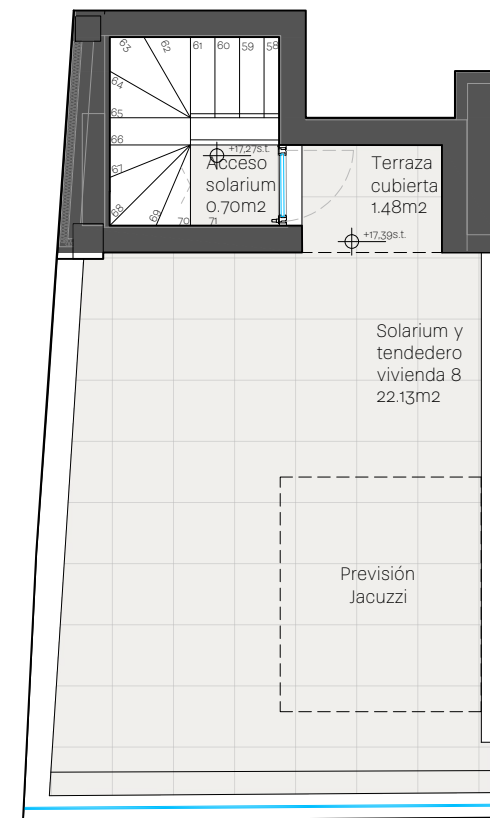 63
62
61
60
59
58
64
65
66
67
68
69
70
71
+17,27s.t.
Acceso
solarium
0.70m2
Terraza
cubierta
1.48m2
+17,39s.t.
Solarium y
tendedero
vivienda 8
22.13m2
Previsión
Jacuzzi